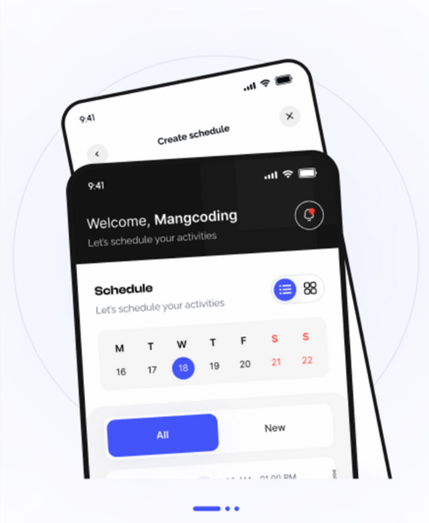 9:41
Create schedule
9:41
Welcome, Mangcoding
Let's schedule your activities
Schedule
Let's schedule your activities
M T W T F S S
16 17 18 19 20 21 22
All New
01:00 PM